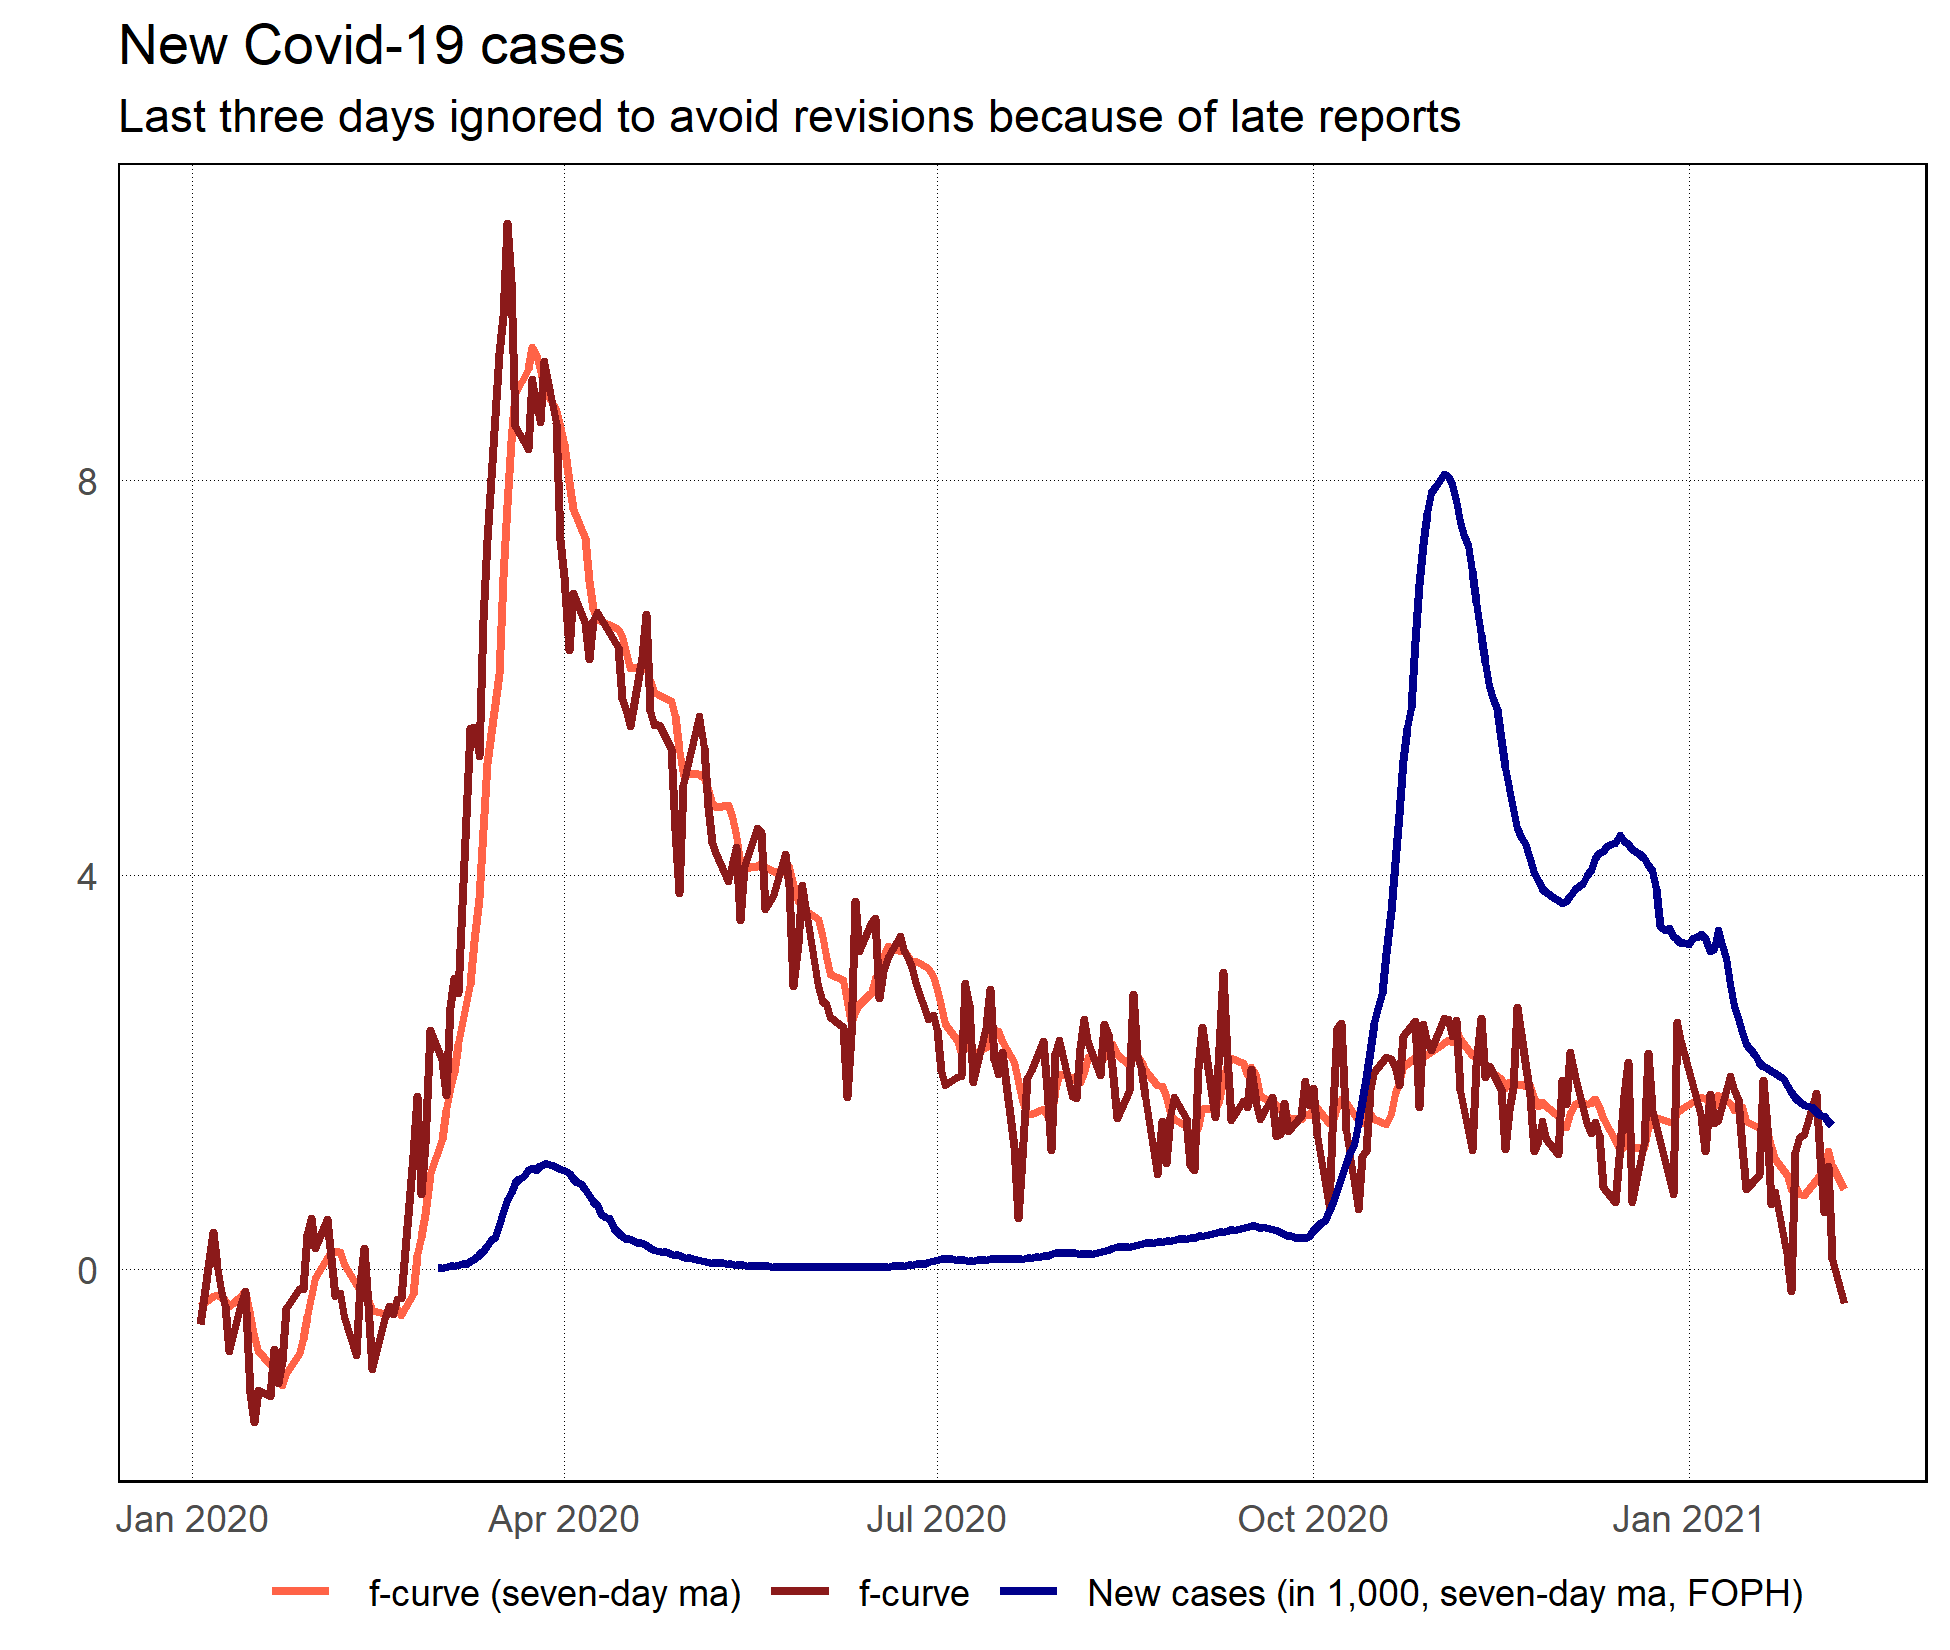 New Covid-19 cases
Last three days ignored to avoid revisions because of late reports
8
4
0
Jan 2020 Apr 2020 Jul 2020 Oct 2020 Jan 2021
f-curve (seven-day ma) f-curve New cases (in 1,000, seven-day ma, FOPH)